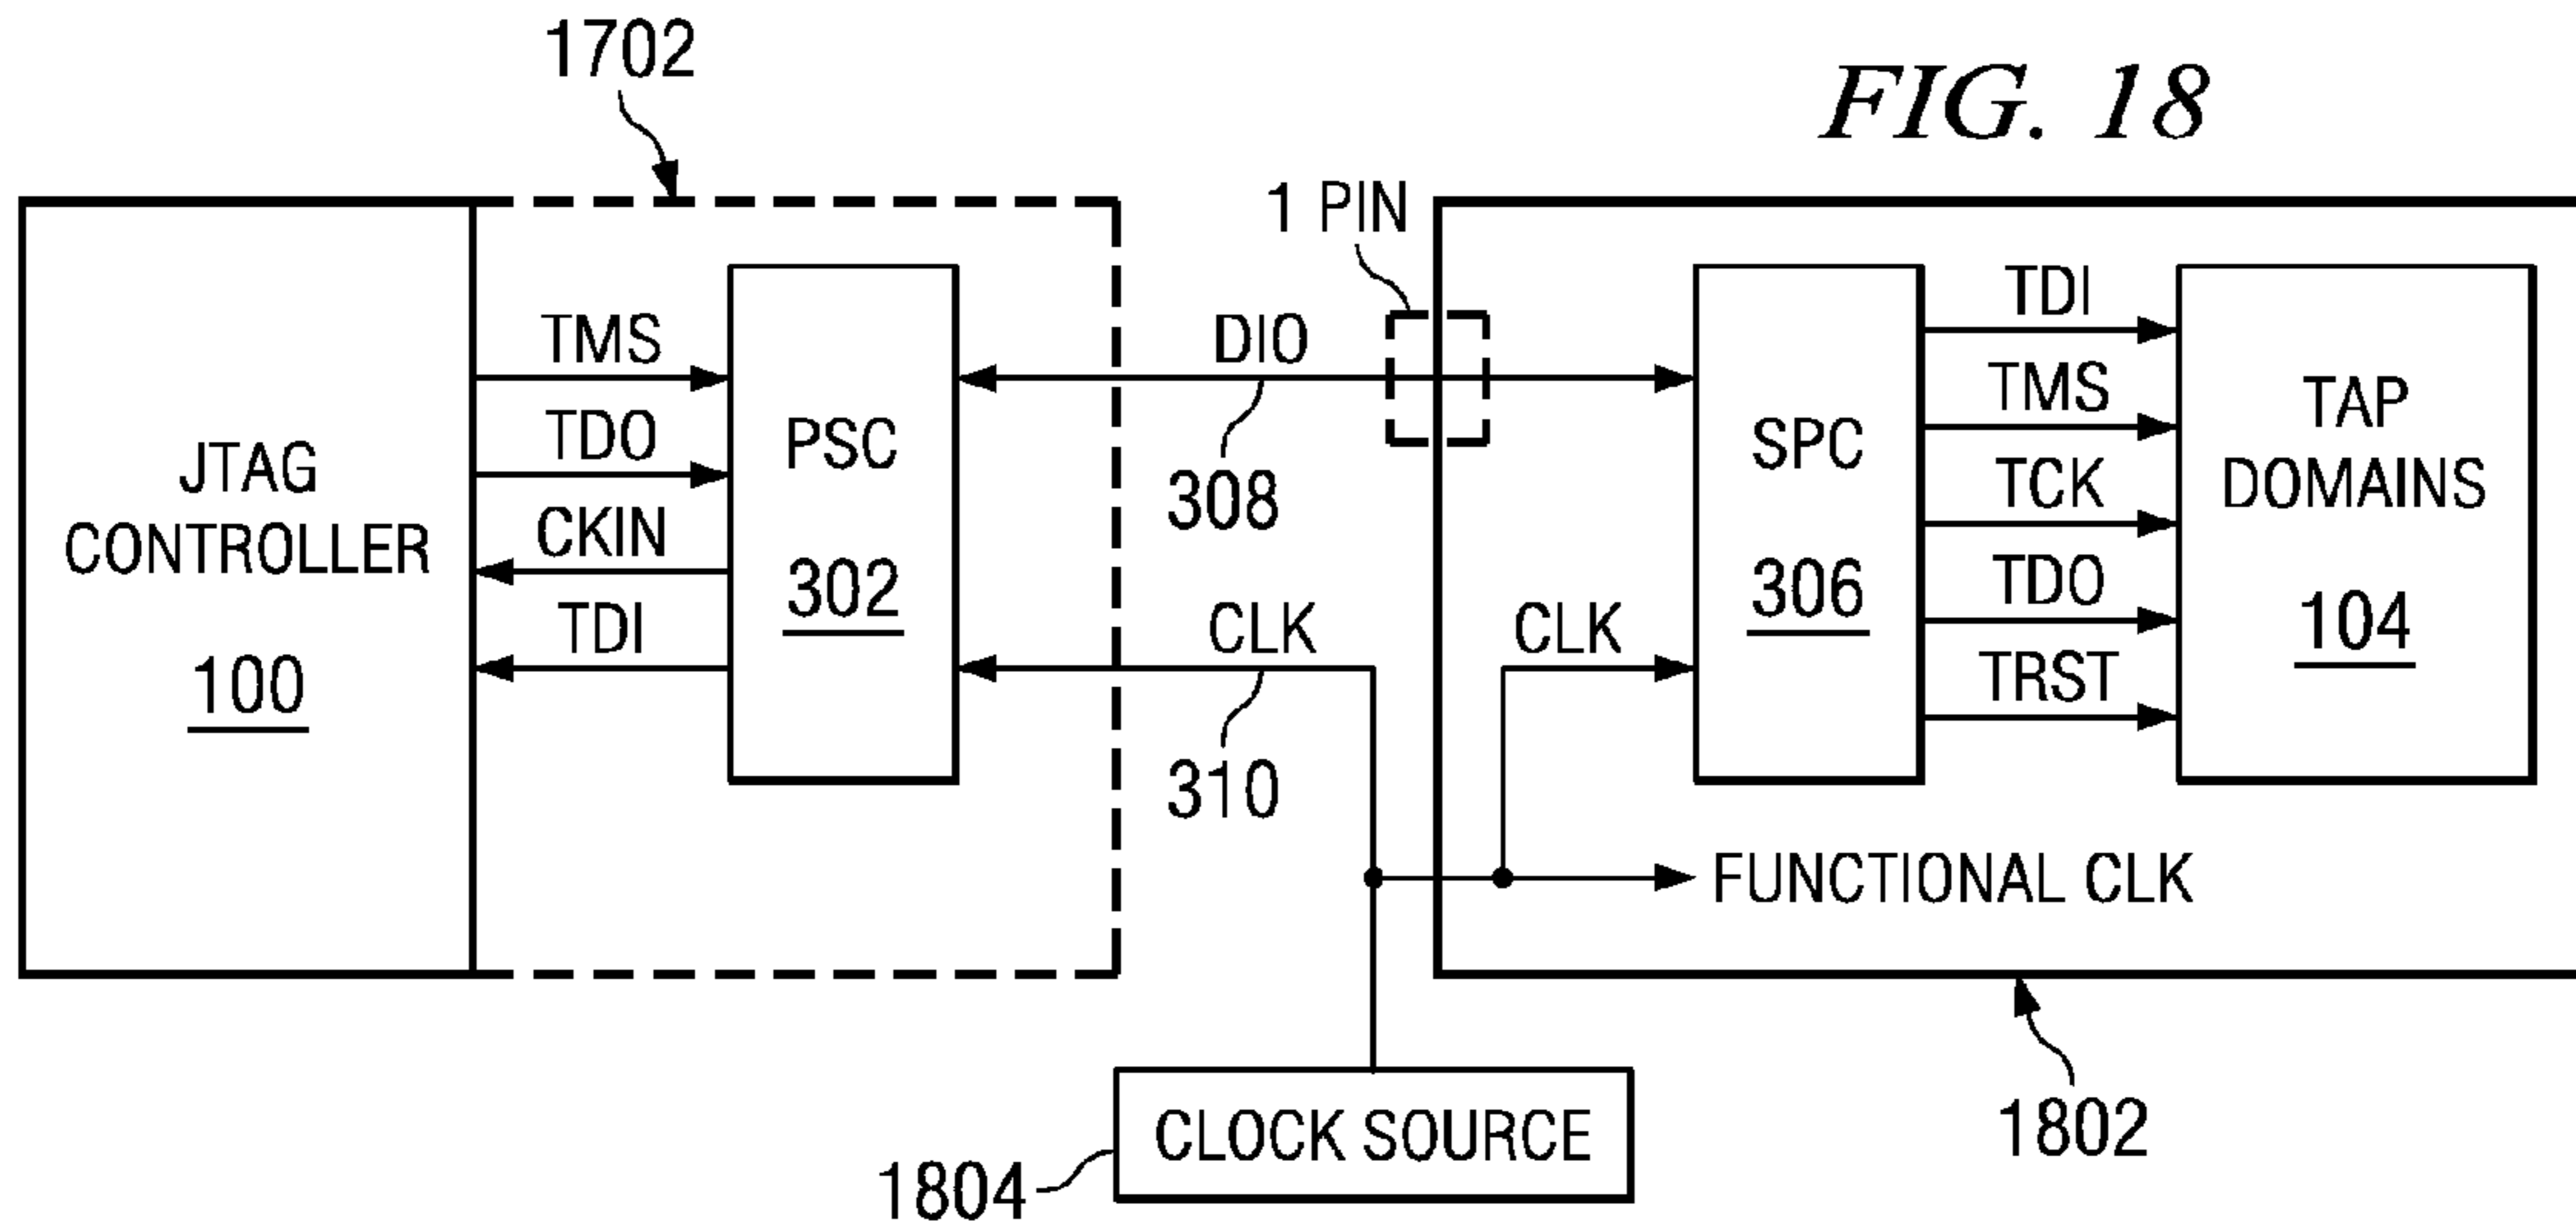 FIG. 18
1702
1 PIN
JTAG
CONTROLLER
100
TMS
TDO
CKIN
TDI
PSC
302
DIO
308
CLK
310
CLK
SPC
306
TDI
TMS
TCK
TDO
TRST
TAP
DOMAINS
104
FUNCTIONAL CLK
CLOCK SOURCE
1804
1802